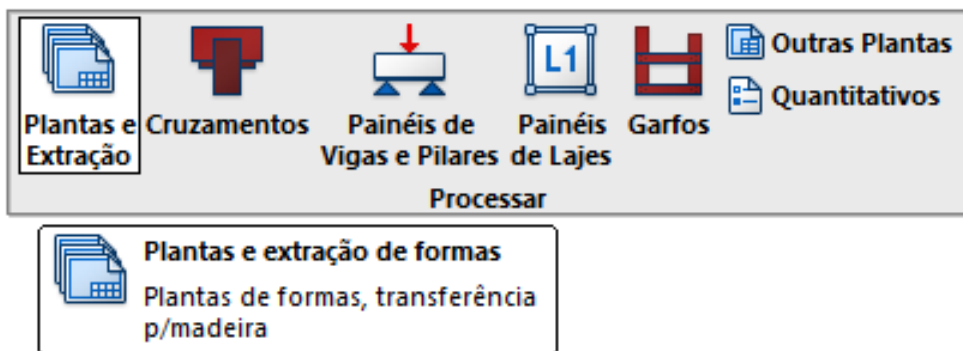 Plantas e
Extração
Cruzamentos
Painéis de
Vigas e Pilares
L1
Painéis
de Lajes
Garfos
Outras Plantas
Quantitativos
Processar
Plantas e extração de formas
Plantas de formas, transferência
p/madeira